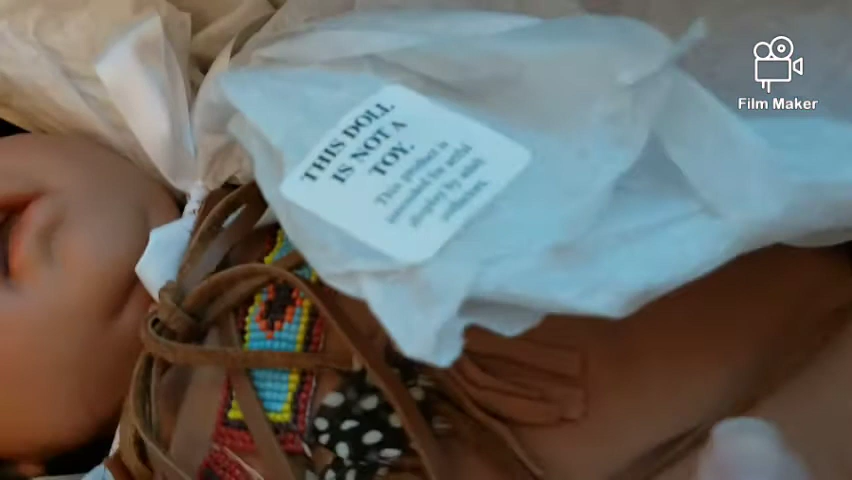 THIS DOLL
IS NOT A
TOY.
This product is
intended for artful
display by adult
collectors.
Film Maker